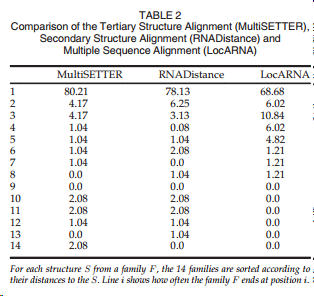 TABLE 2
Comparison of the Tertiary Structure Alignment (MultiSETTER),
Secondary Structure Alignment (RNADistance) and
Multiple Sequence Alignment (LocARNA)
MultiSETTER RNADistance LocARNA
1 80.21 78.13 68.68
2 4.17 6.25 6.02
3 4.17 3.13 10.84
4 1.04 0.08 6.02
5 1.04 1.04 4.82
6 1.04 2.08 1.21
7 1.04 0.0 1.21
8 0.0 1.04 1.21
9 0.0 0.0 0.0
10 2.08 2.08 0.0
11 2.08 2.08 0.0
12 1.04 1.04 0.0
13 0.0 1.04 0.0
14 2.08 0.0 0.0
For each structure S from a family F, the 14 families are sorted according to
their distances to the S. Line i shows how often the family F ends at position i.